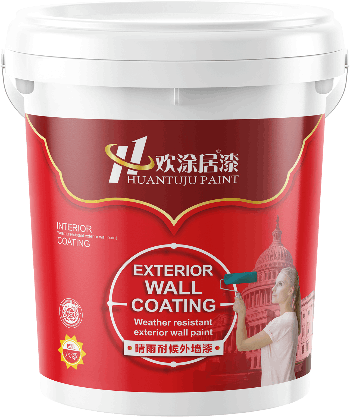 欢涂居漆
HUANTUJU PAINT
INTERIOR
COATING
EXTERIOR
WALL
COATING
Weather resistant
exterior wall paint
晴雨耐候外墙漆